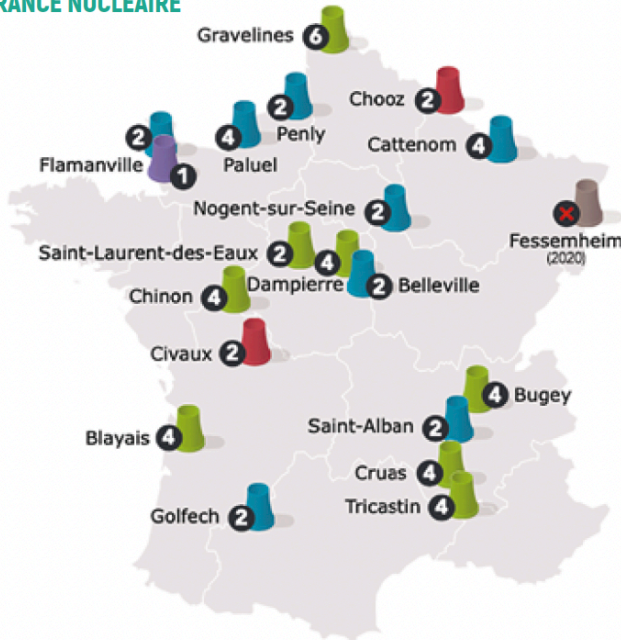 RANCE NUCLÉAIRE
Gravelines 6
Chooz 2
2 Penly
4 Paluel
Cattenom 4
2
Flamanville 1
Nogent-sur-Seine 2
Fessemheim
(2020)
Saint-Laurent-des-Eaux 2
4 Dampierre
2 Belleville
Chinon 4
Civaux 2
4 Bugey
Saint-Alban 2
Blayais 4
Cruas 4
Tricastin 4
Golfech 2